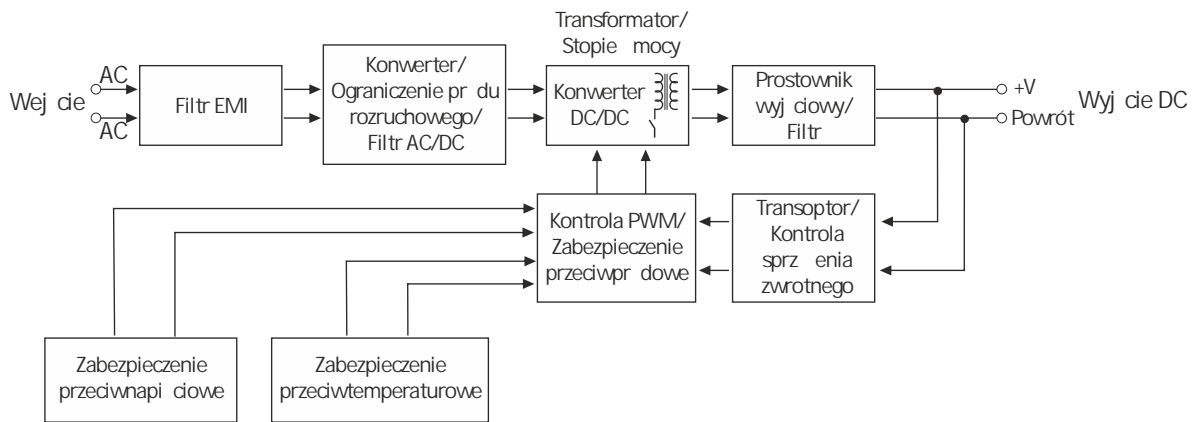 Transformator/
Stopie mocy
Wej cie
AC
AC
Filtr EMI
Konwerter/
Ograniczenie pr du
rozruchowego/
Filtr AC/DC
Konwerter
DC/DC
Prostownik
wyj ciowy/
Filtr
+V
Powrót
Wyj cie DC
Kontrola PWM/
Zabezpieczenie
przeciwpr dowe
Transoptor/
Kontrola
sprz enia
zwrotnego
Zabezpieczenie
przeciwnapi ciowe
Zabezpieczenie
przeciwtemperaturowe